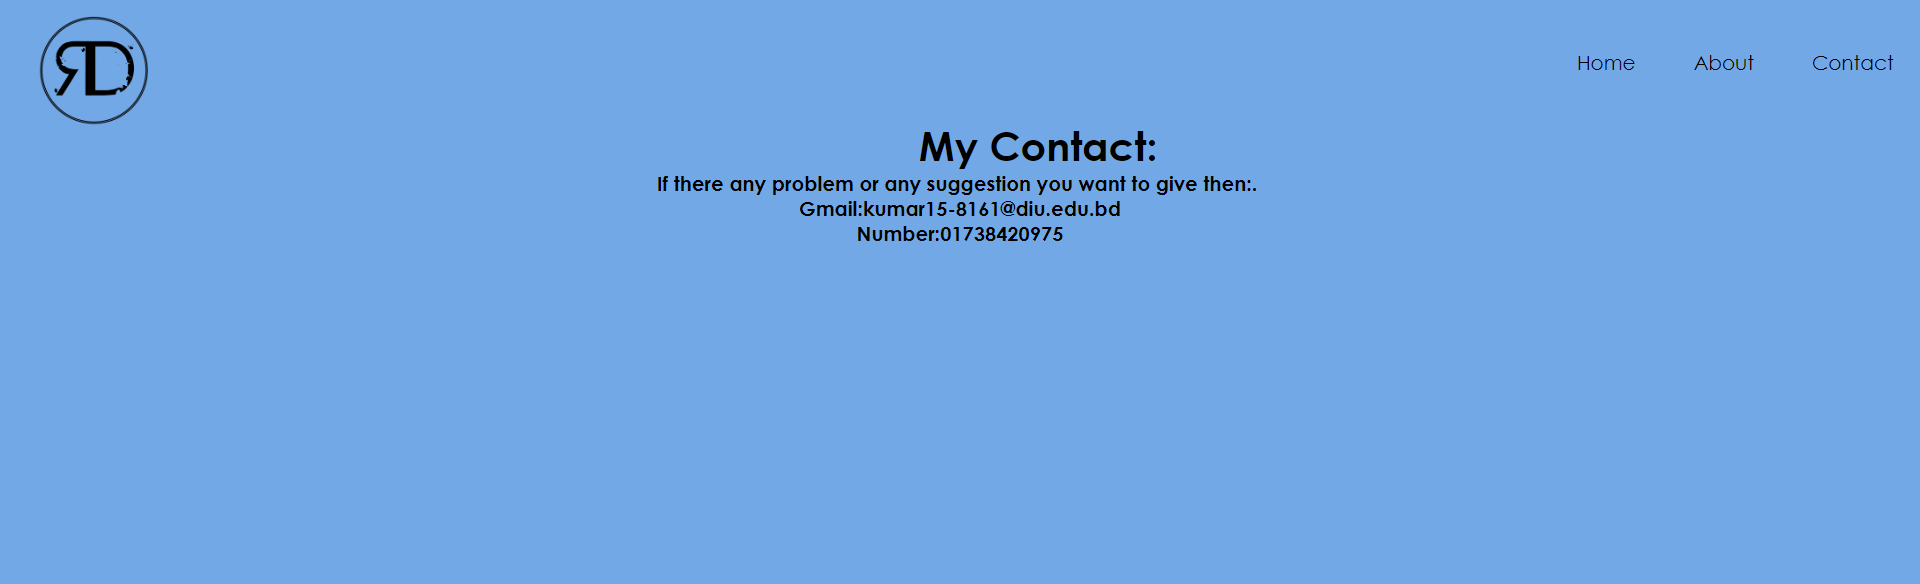 RD
Home About Contact
My Contact:
If there any problem or any suggestion you want to give then:.
Gmail:kumar15-8161@diu.edu.bd
Number:01738420975